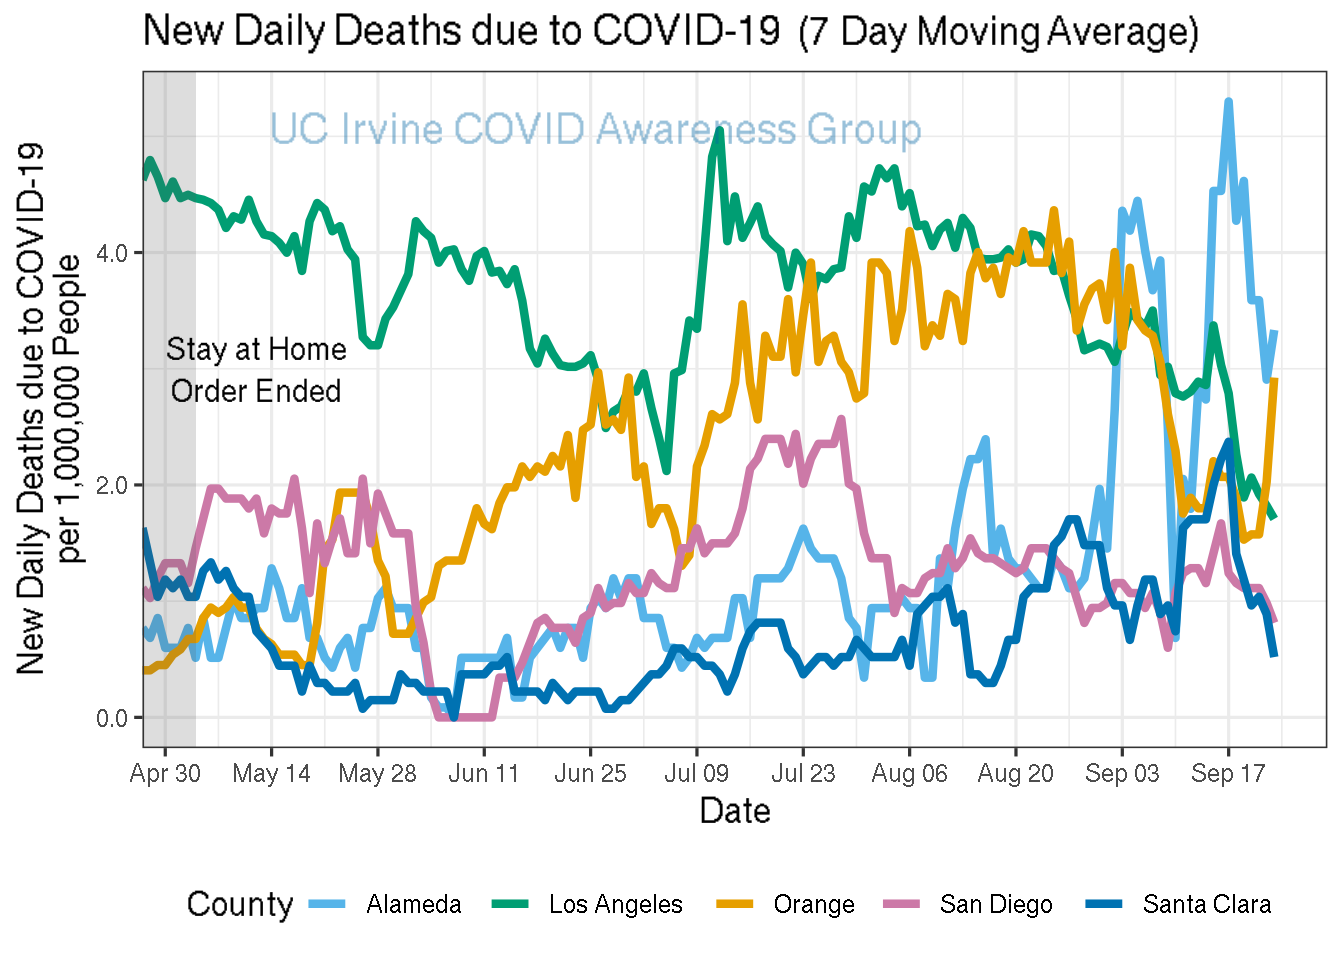 New Daily Deaths due to COVID-19 (7 Day Moving Average)
UC Irvine COVID Awareness Group
New Daily Deaths due to COVID-19
per 1,000,000 People
4.0
2.0
0.0
Stay at Home
Order Ended
Apr 30 May 14 May 28 Jun 11 Jun 25 Jul 09 Jul 23 Aug 06 Aug 20 Sep 03 Sep 17
Date
County Alameda Los Angeles Orange San Diego Santa Clara